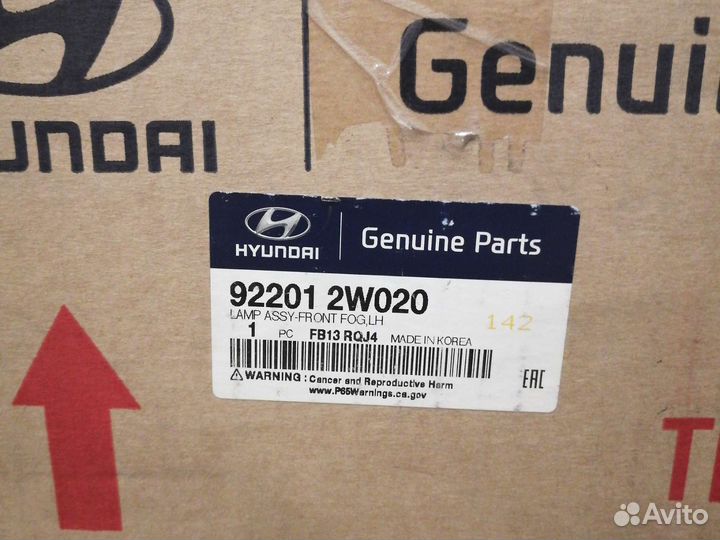 Genui
UNDAI
HYUNDAI
Genuine Parts
92201 2W020
LAMP ASSY-FRONT FOG,LH
142
1 PC FB13 RQJ4 MADE IN KOREA
WARNING : Cancer and Reproductive Harm
www.P65Warnings.ca.gov
EAC
T
Avito